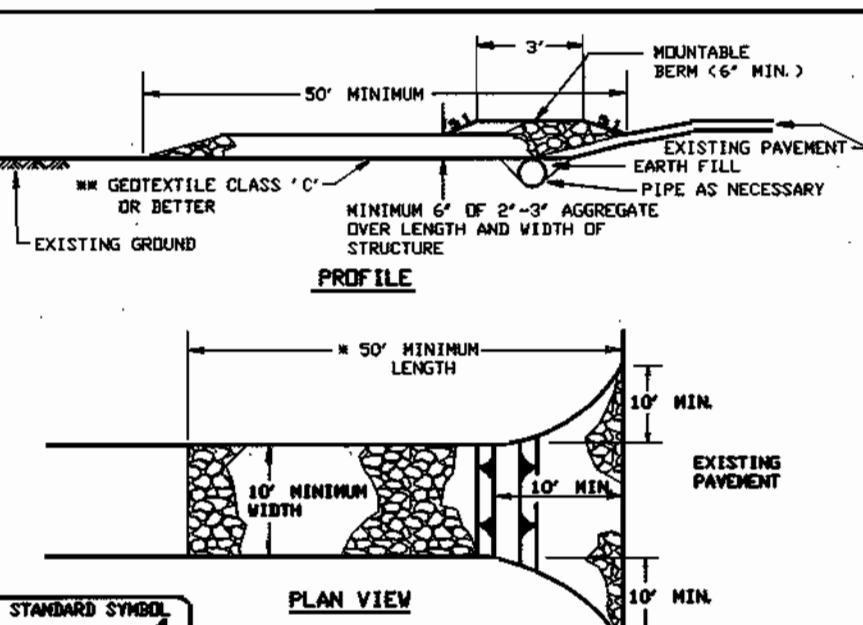 3'
MOUNTABLE
BERM (6" MIN.)
50' MINIMUM
3:1
3:1
EXISTING PAVEMENT
EARTH FILL
** GEOTEXTILE CLASS 'C'
OR BETTER
PIPE AS NECESSARY
MINIMUM 6" OF 2"-3" AGGREGATE
OVER LENGTH AND WIDTH OF
STRUCTURE
EXISTING GROUND
PROFILE
* 50' MINIMUM
LENGTH
10' MIN.
EXISTING
PAVEMENT
10' MINIMUM
WIDTH
10' MIN.
10' MIN.
PLAN VIEW
STANDARD SYMBOL